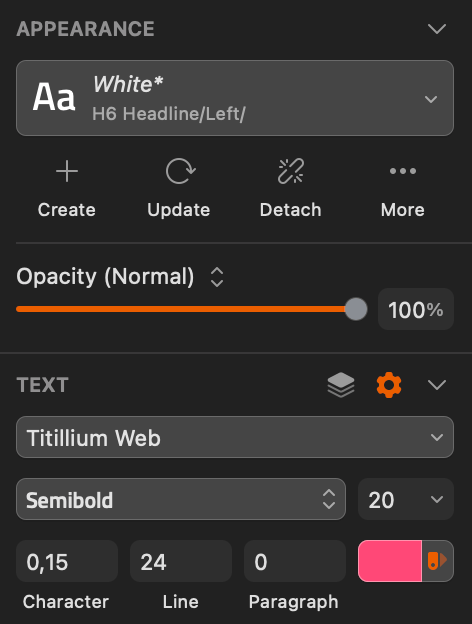 APPEARANCE
Aa
White*
H6 Headline/Left/
Create Update Detach More
Opacity (Normal)
100%
TEXT
Titillium Web
Semibold 20
0,15 24 0
Character Line Paragraph